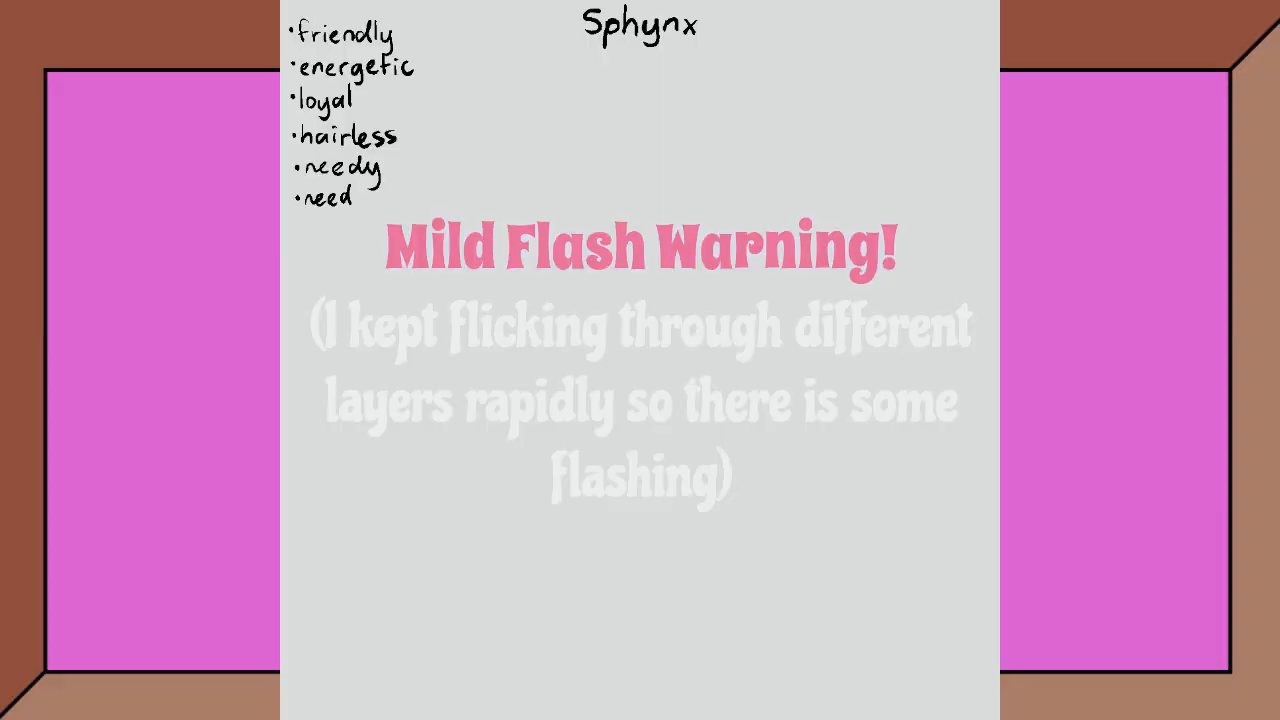 Sphynx
•friendly
•energetic
•loyal
•hairless
•needy
•need
Mild Flash Warning!
(I kept flicking through different
layers rapidly so there is some
flashing)